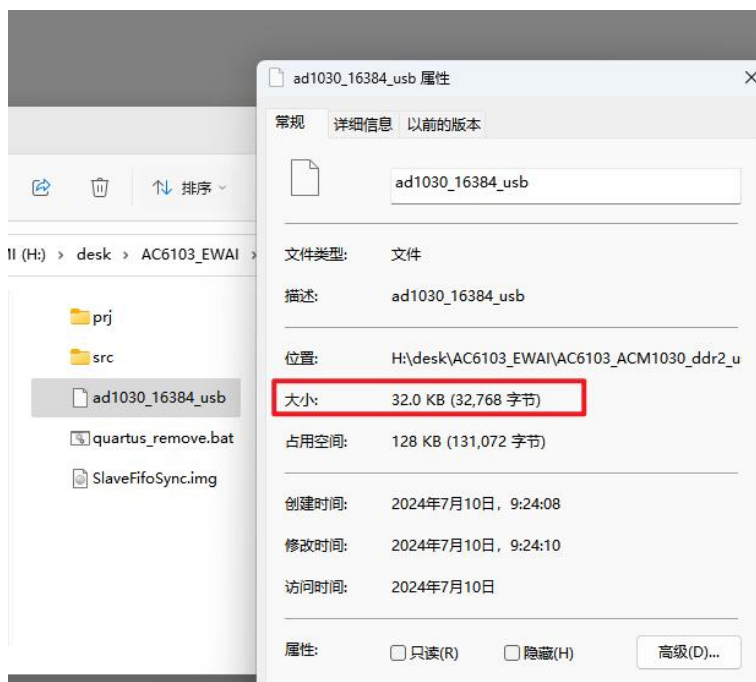 ad1030_16384_usb 属性
常规 详细信息 以前的版本
排序
ad1030_16384_usb
(H:) > desk > AC6103_EWAI >
文件类型: 文件
描述: ad1030_16384_usb
prj
src
位置: H:\desk\AC6103_EWAI\AC6103_ACM1030_ddr2_u
ad1030_16384_usb
大小: 32.0 KB (32,768 字节)
quartus_remove.bat
占用空间: 128 KB (131,072 字节)
SlaveFifoSync.img
创建时间: 2024年7月10日，9:24:08
修改时间: 2024年7月10日，9:24:10
访问时间: 2024年7月10日
属性: 只读(R) 隐藏(H) 高级(D)...